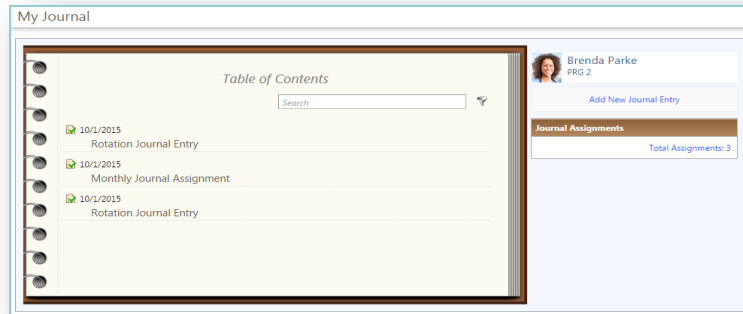 My Journal
Table of Contents
Search
10/1/2015
Rotation Journal Entry
10/1/2015
Monthly Journal Assignment
10/1/2015
Rotation Journal Entry
Brenda Parke
PRG 2
Add New Journal Entry
Journal Assignments
Total Assignments: 3